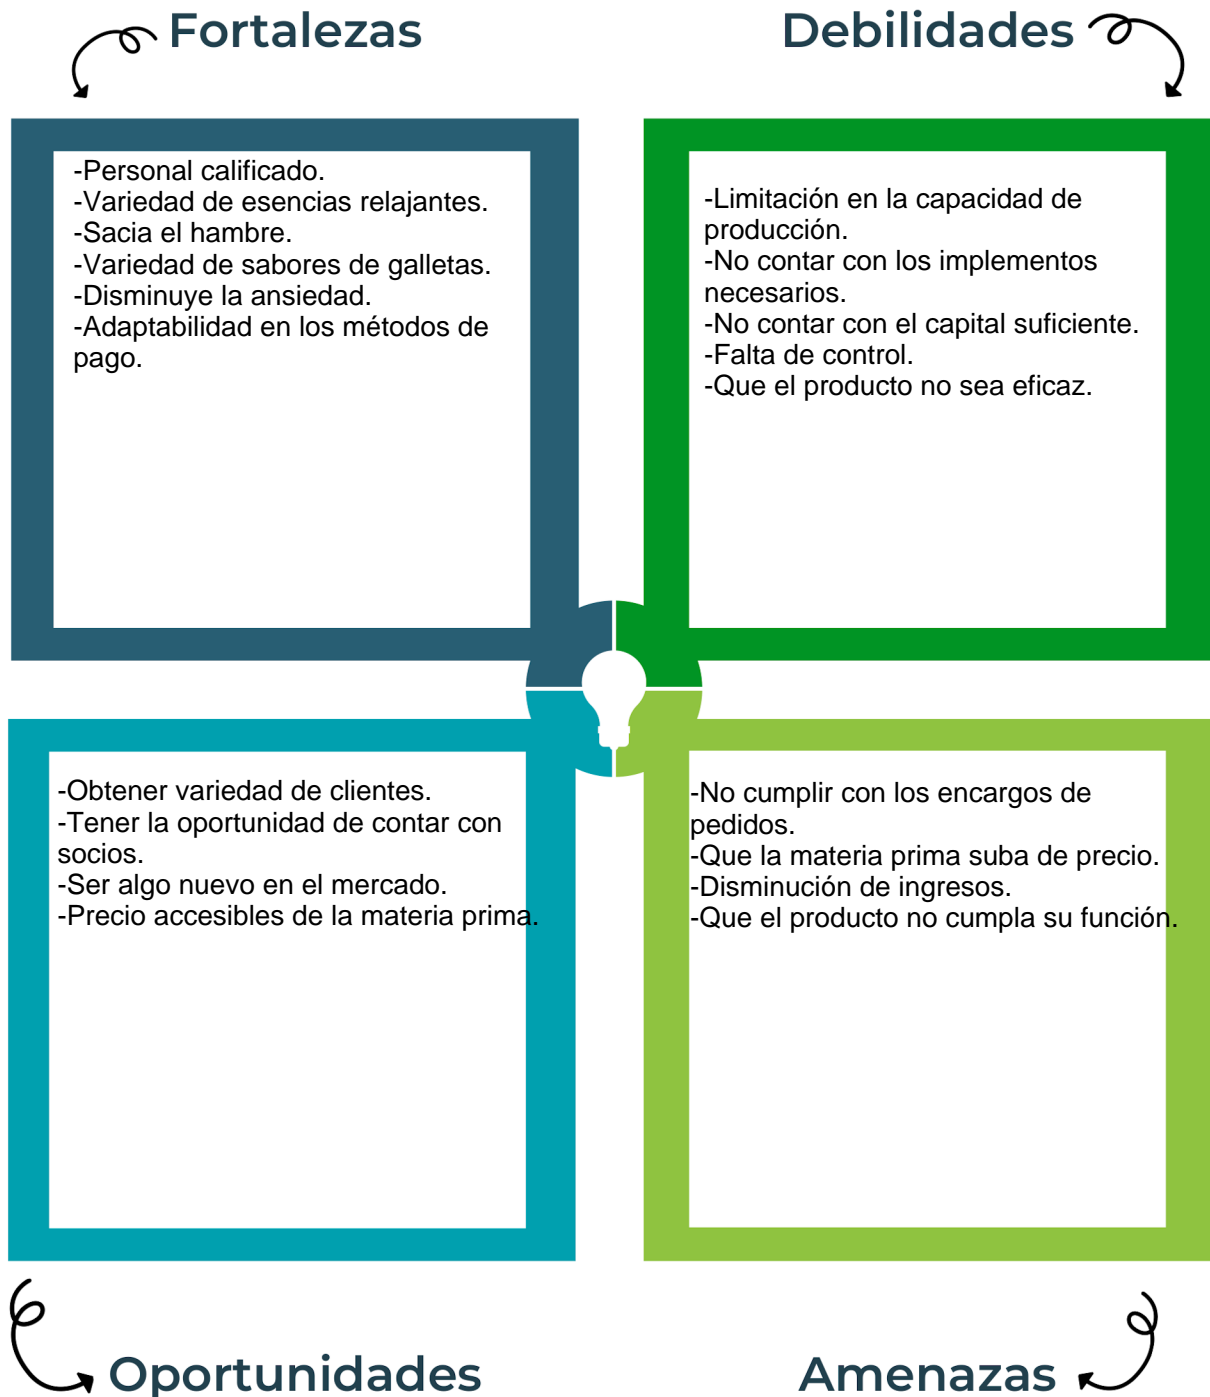 Fortalezas
-Personal calificado.
-Variedad de esencias relajantes.
-Sacia el hambre.
-Variedad de sabores de galletas.
-Disminuye la ansiedad.
-Adaptabilidad en los métodos de
pago.
Debilidades
-Limitación en la capacidad de
producción.
-No contar con los implementos
necesarios.
-No contar con el capital suficiente.
-Falta de control.
-Que el producto no sea eficaz.
-Obtener variedad de clientes.
-Tener la oportunidad de contar con
socios.
-Ser algo nuevo en el mercado.
-Precio accesibles de la materia prima.
Oportunidades
-No cumplir con los encargos de
pedidos.
-Que la materia prima suba de precio.
-Disminución de ingresos.
-Que el producto no cumpla su función.
Amenazas